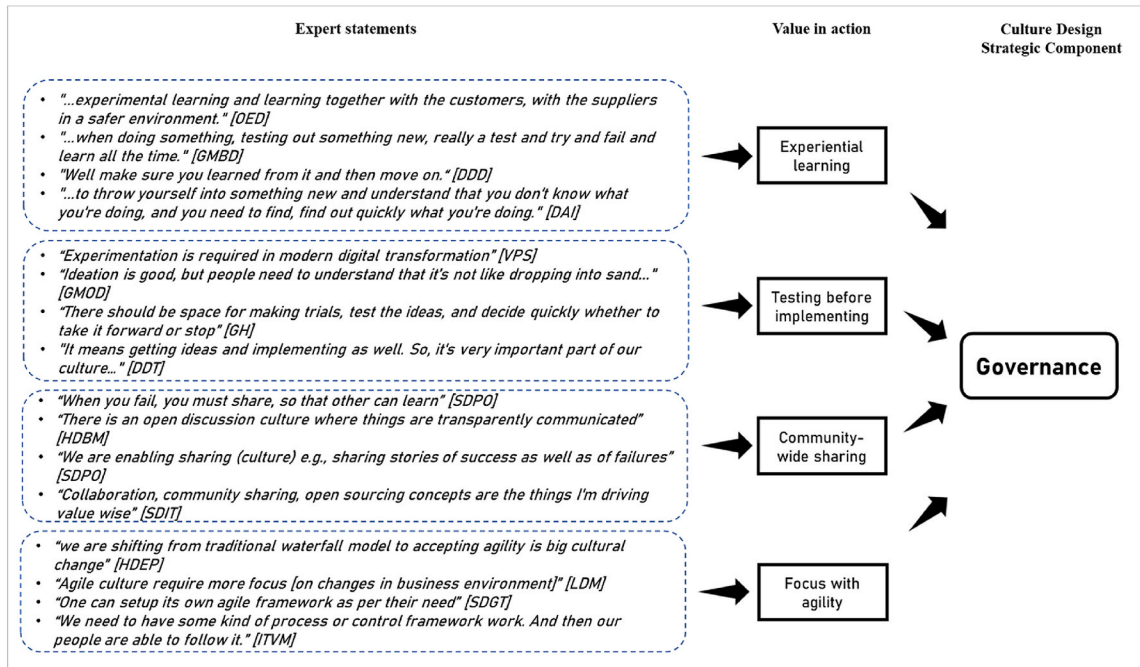 Expert statements
Value in action
Culture Design
Strategic Component
• "...experimental learning and learning together with the customers, with the suppliers
in a safer environment." [OED]
• "...when doing something, testing out something new, really a test and try and fail and
learn all the time." [GMBD]
• "Well make sure you learned from it and then move on." [DDD]
• "...to throw yourself into something new and understand that you don't know what
you're doing, and you need to find, find out quickly what you're doing." [DAI]
Experiential
learning
• “Experimentation is required in modern digital transformation” [VPS]
• “Ideation is good, but people need to understand that it's not like dropping into sand..."
[GMOD]
• “There should be space for making trials, test the ideas, and decide quickly whether to
take it forward or stop” [GH]
• "It means getting ideas and implementing as well. So, it's very important part of our
culture…" [DDT]
Testing before
implementing
Governance
• “When you fail, you must share, so that other can learn” [SDPO]
• “There is an open discussion culture where things are transparently communicated”
[HDBM]
• “We are enabling sharing (culture) e.g., sharing stories of success as well as of failures”
[SDPO]
• “Collaboration, community sharing, open sourcing concepts are the things I'm driving
value wise” [SDIT]
Community-
wide sharing
• “we are shifting from traditional waterfall model to accepting agility is big cultural
change” [HDEP]
• “Agile culture require more focus [on changes in business environment]” [LDM]
• “One can setup its own agile framework as per their need” [SDGT]
• “We need to have some kind of process or control framework work. And then our
people are able to follow it.” [ITVM]
Focus with
agility